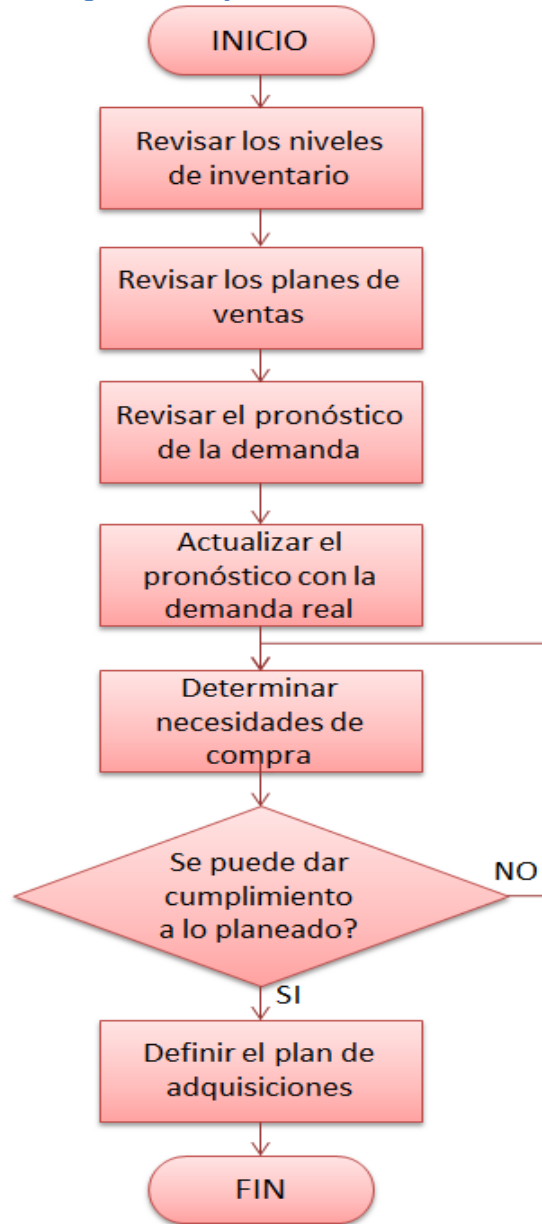 INICIO
Revisar los niveles
de inventario
Revisar los planes de
ventas
Revisar el pronóstico
de la demanda
Actualizar el
pronóstico con la
demanda real
Determinar
necesidades de
compra
Se puede dar
cumplimiento
a lo planeado?
NO
SI
Definir el plan de
adquisiciones
FIN